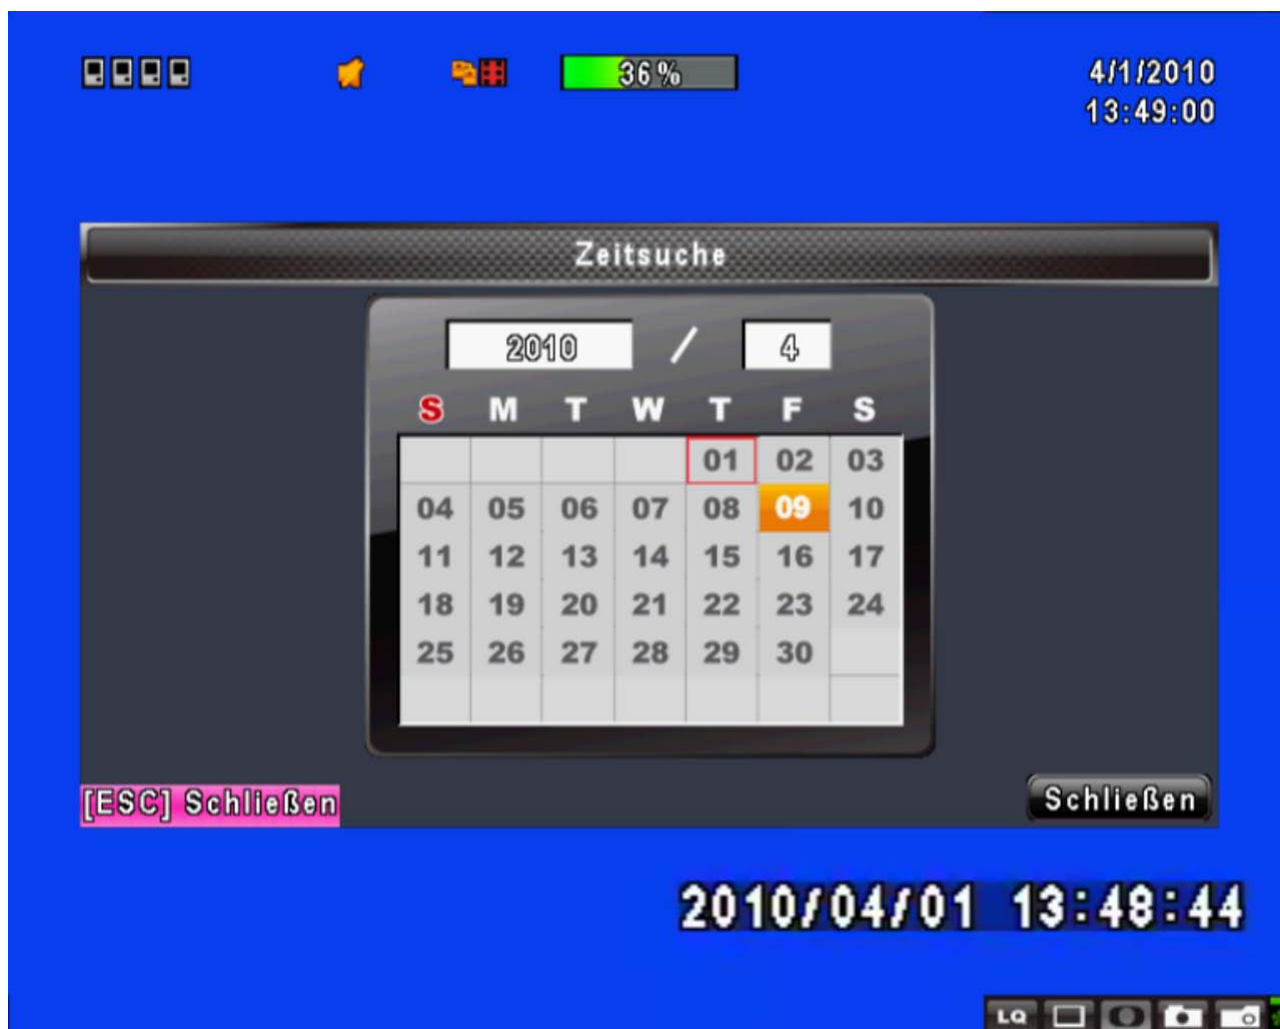 36%
4/1/2010
13:49:00
Zeitsuche
2010 / 4
S M T W T F S
01 02 03
04 05 06 07 08 09 10
11 12 13 14 15 16 17
18 19 20 21 22 23 24
25 26 27 28 29 30
[ESC] Schließen
Schließen
2010/04/01 13:48:44
LQ